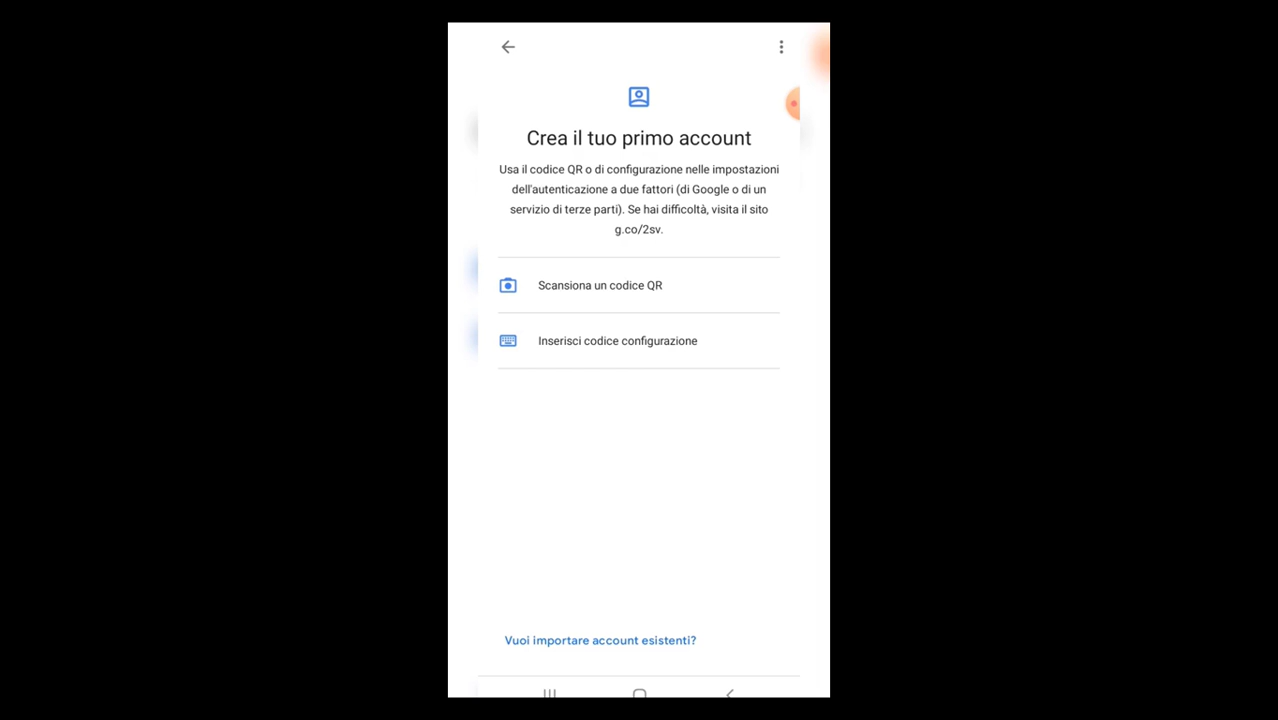 Crea il tuo primo account
Usa il codice QR o di configurazione nelle impostazioni
dell'autenticazione a due fattori (di Google o di un
servizio di terze parti). Se hai difficoltà, visita il sito
g.co/2sv.
Scansiona un codice QR
Inserisci codice configurazione
Vuoi importare account esistenti?